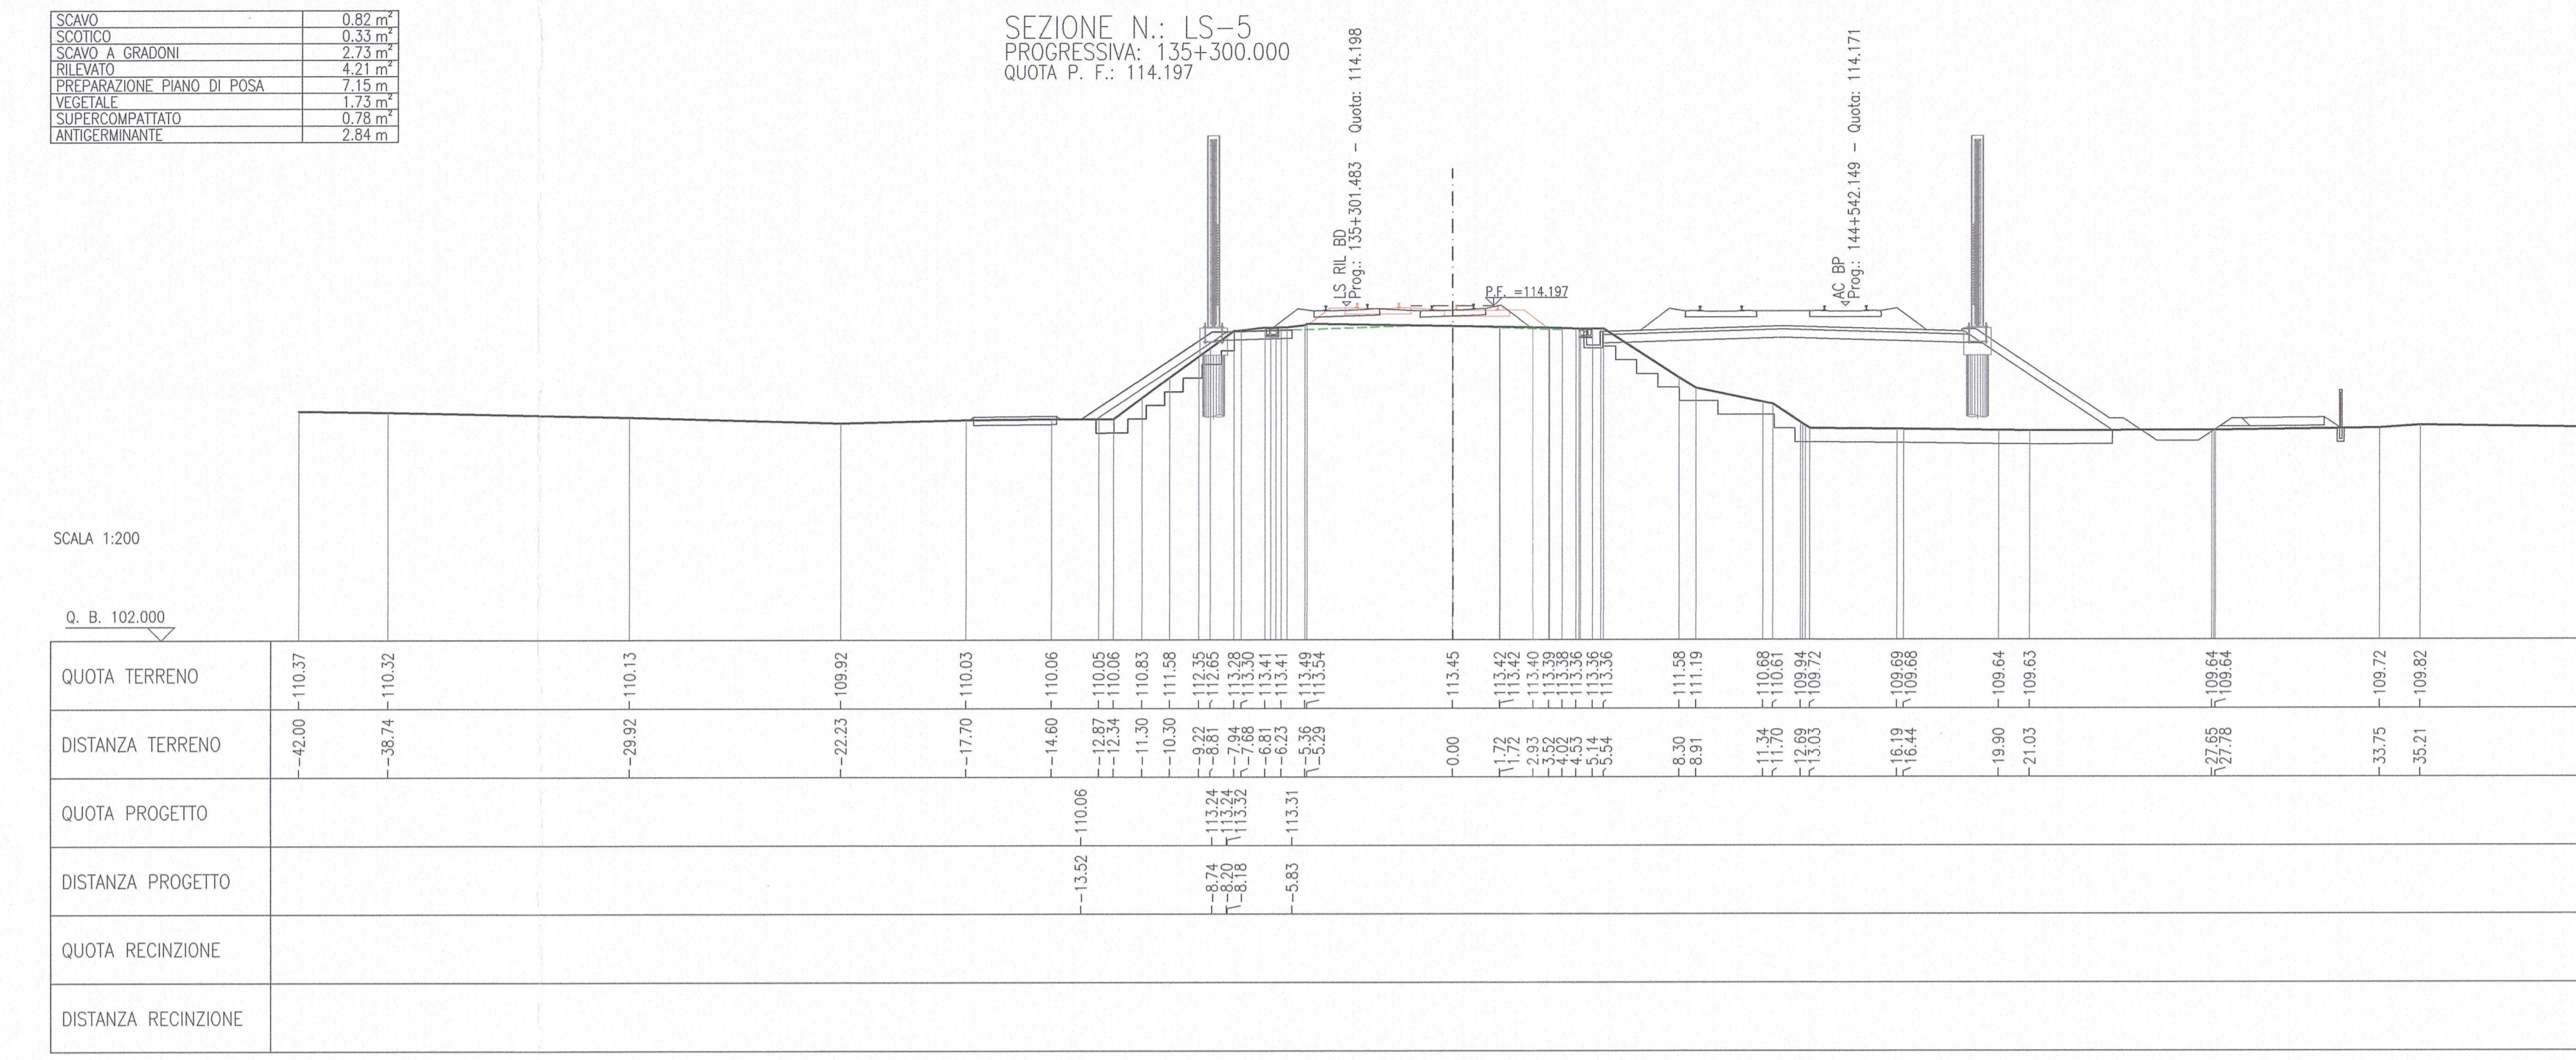 SCAVO 0.82 m²
SCOTICO 0.33 m²
SCAVO A GRADONI 2.73 m²
RILEVATO 4.21 m²
PREPARAZIONE PIANO DI POSA 7.15 m
VEGETALE 1.73 m²
SUPERCOMPATTATO 0.78 m²
ANTIGERMINANTE 2.84 m
SEZIONE N.: LS-5
PROGRESSIVA: 135+300.000
QUOTA P. F.: 114.197
LS RIL BD
Prog.: 135+301.483 - Quota: 114.198
AC BP
Prog.: 144+542.149 - Quota: 114.171
P.F. =114.197
SCALA 1:200
Q. B. 102.000
QUOTA TERRENO 110.37 110.32 110.13 109.92 110.03 110.06 110.05 110.06 110.83 111.58 112.35 112.65 113.28 113.30 113.41 113.41 113.49 113.54 113.45 113.42 113.42 113.40 113.39 113.38 113.36 113.36 113.36 111.58 111.19 110.68 110.61 109.94 109.72 109.69 109.68 109.64 109.63 109.64 109.64 109.72 109.82
DISTANZA TERRENO -42.00 -38.74 -29.92 -22.23 -17.70 -14.60 -12.87 -12.34 -11.30 -10.30 -9.22 -8.81 -7.94 -7.68 -6.81 -6.23 -5.36 -5.29 0.00 1.72 1.72 2.93 3.52 4.02 4.53 5.14 5.54 8.30 8.91 11.34 11.70 12.69 13.03 16.19 16.44 19.90 21.03 27.65 27.78 33.75 35.21
QUOTA PROGETTO 110.06 113.24 113.24 113.32 113.31
DISTANZA PROGETTO -13.52 -8.74 -8.20 -8.18 -5.83
QUOTA RECINZIONE
DISTANZA RECINZIONE